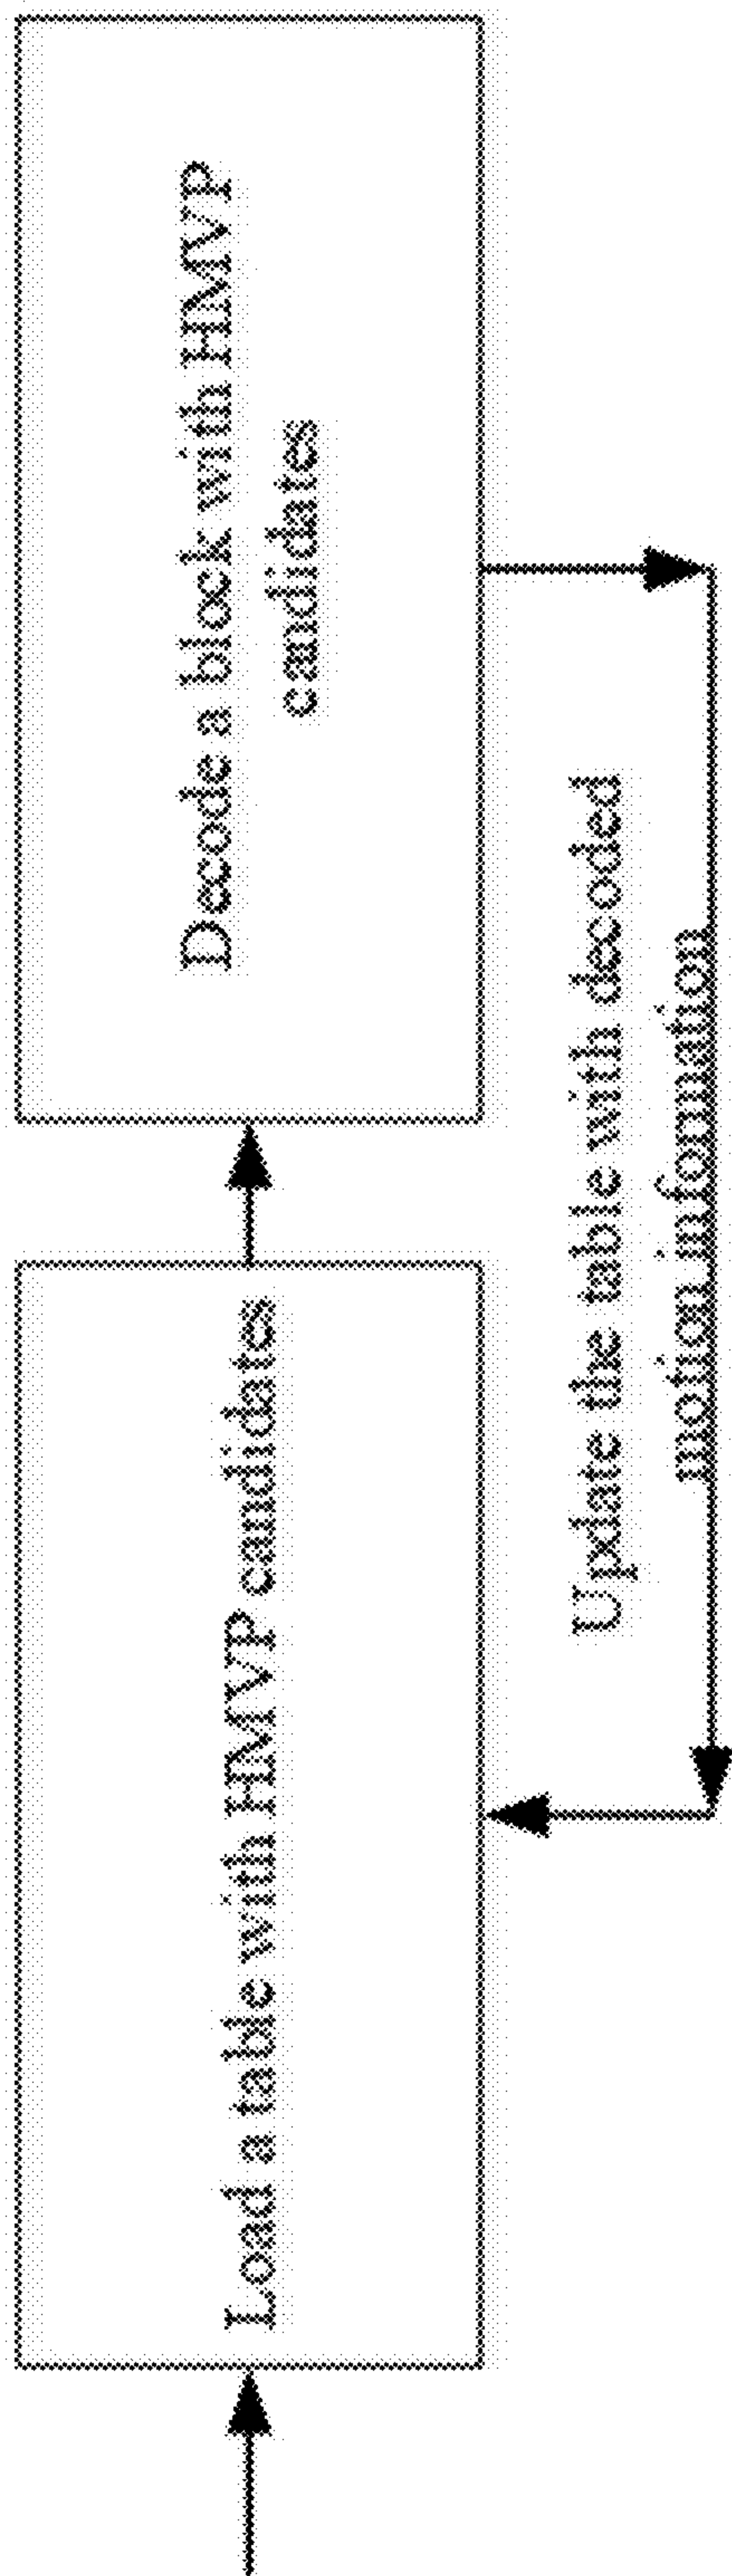 Load a table with HMVP candidates
Decode a block with HMVP
candidates
Update the table with decoded
motion information